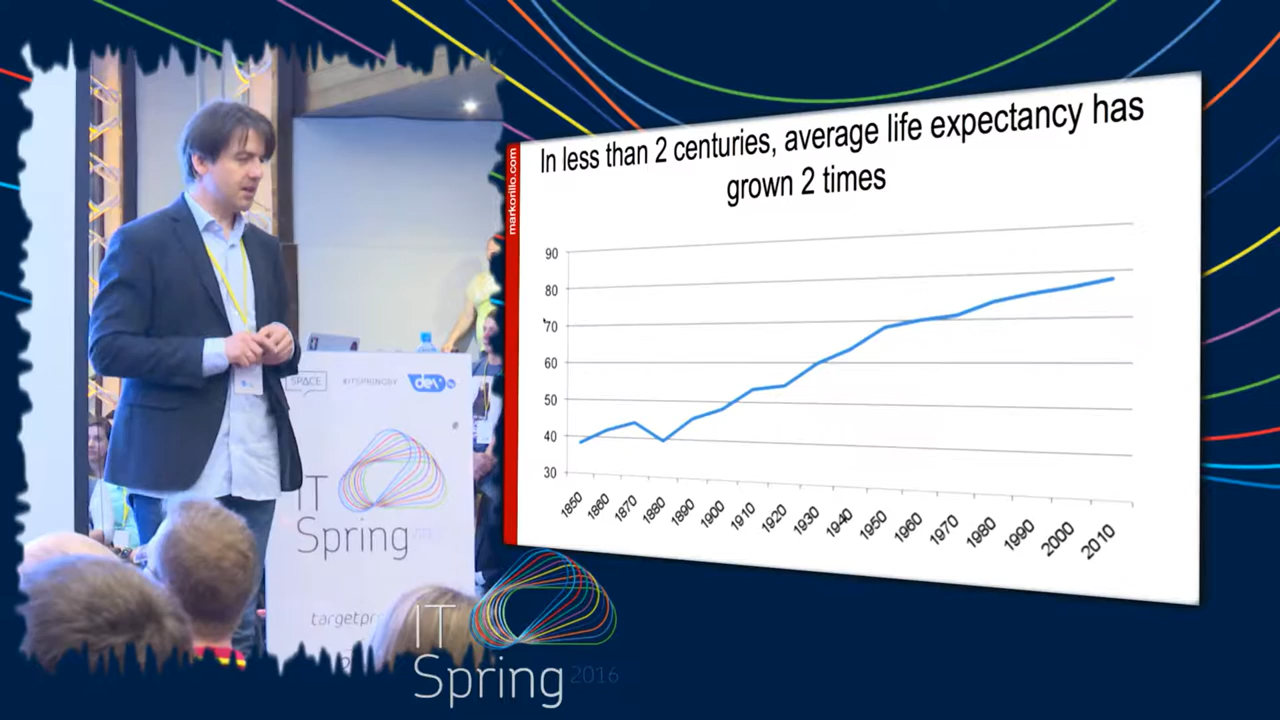 In less than 2 centuries, average life expectancy has
grown 2 times
markorillo.com
90
80
70
60
50
40
30
1850
1860
1870
1880
1890
1900
1910
1920
1930
1940
1950
1960
1970
1980
1990
2000
2010
SPACE
#ITSPRINGBY
dev
by
IT
Spring
targetpr
IT
Spring 2016